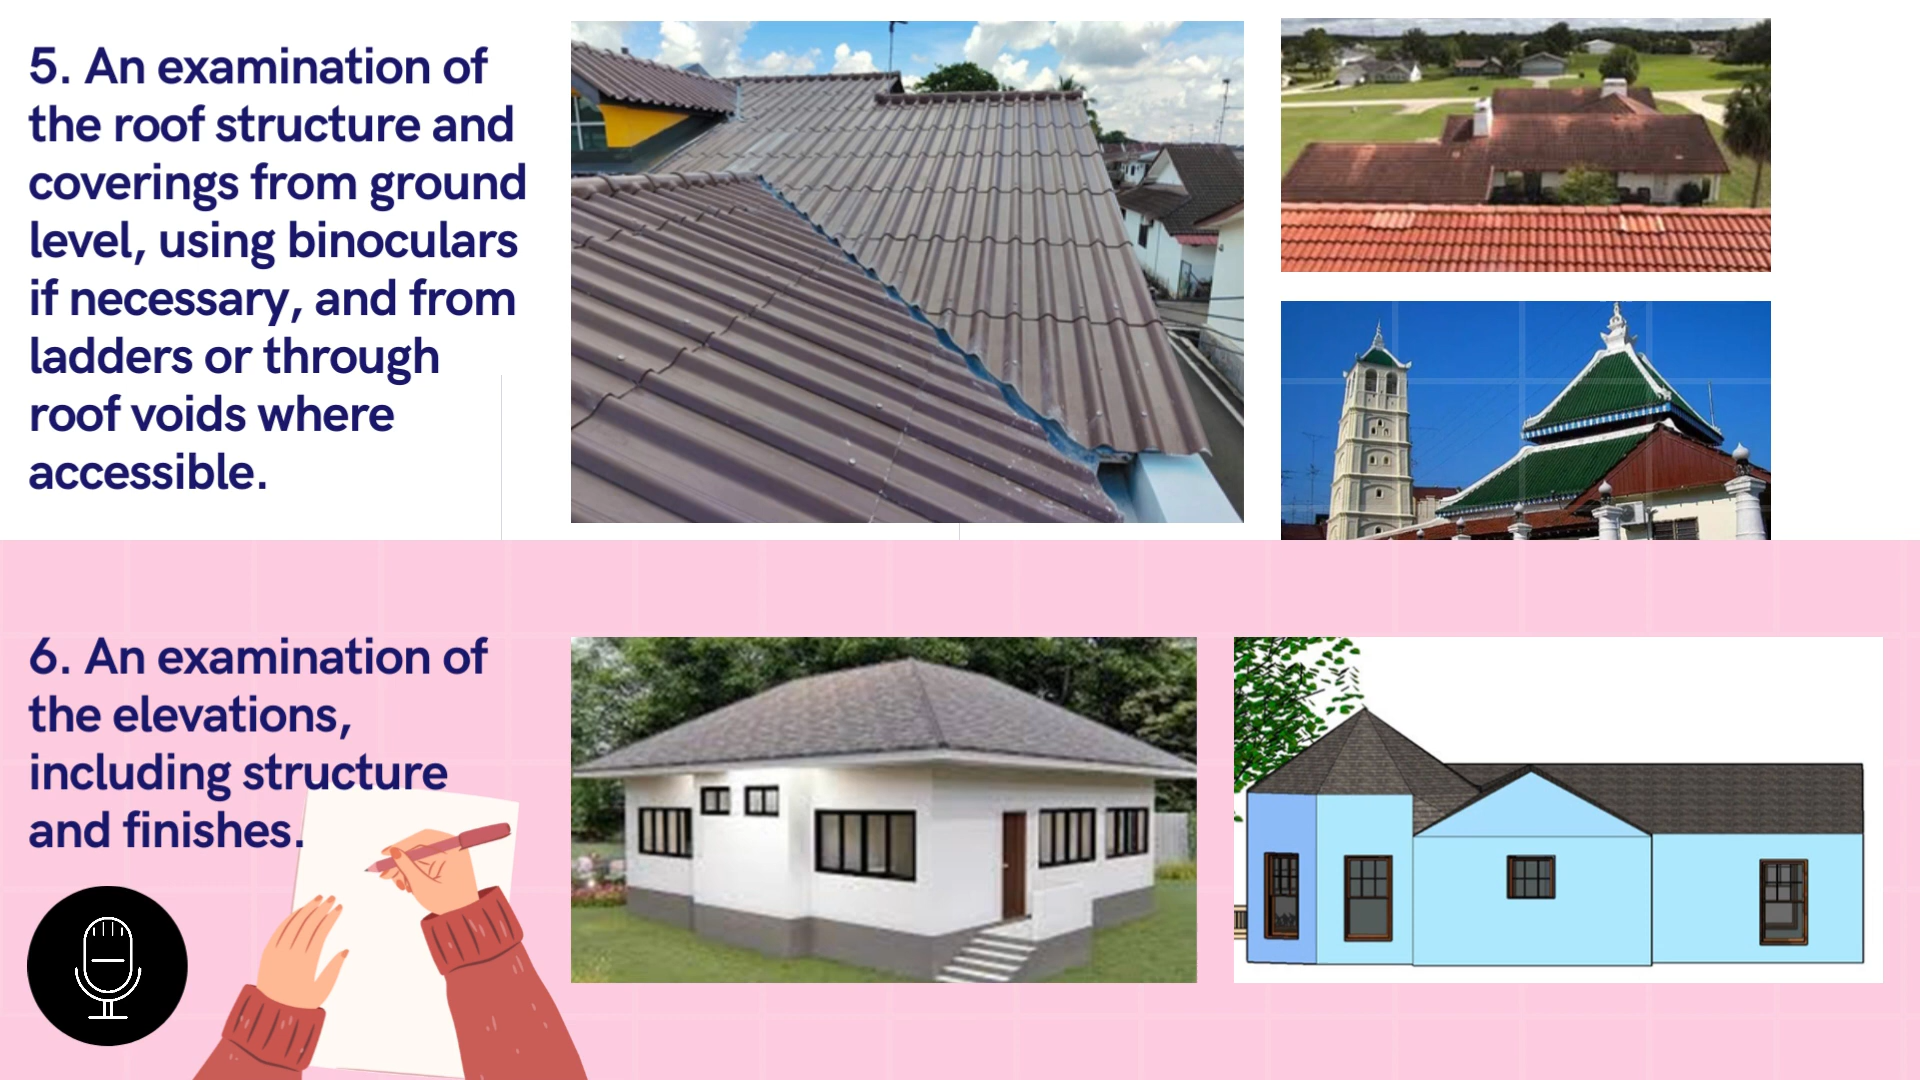 5. An examination of
the roof structure and
coverings from ground
level, using binoculars
if necessary, and from
ladders or through
roof voids where
accessible.
6. An examination of
the elevations,
including structure
and finishes.